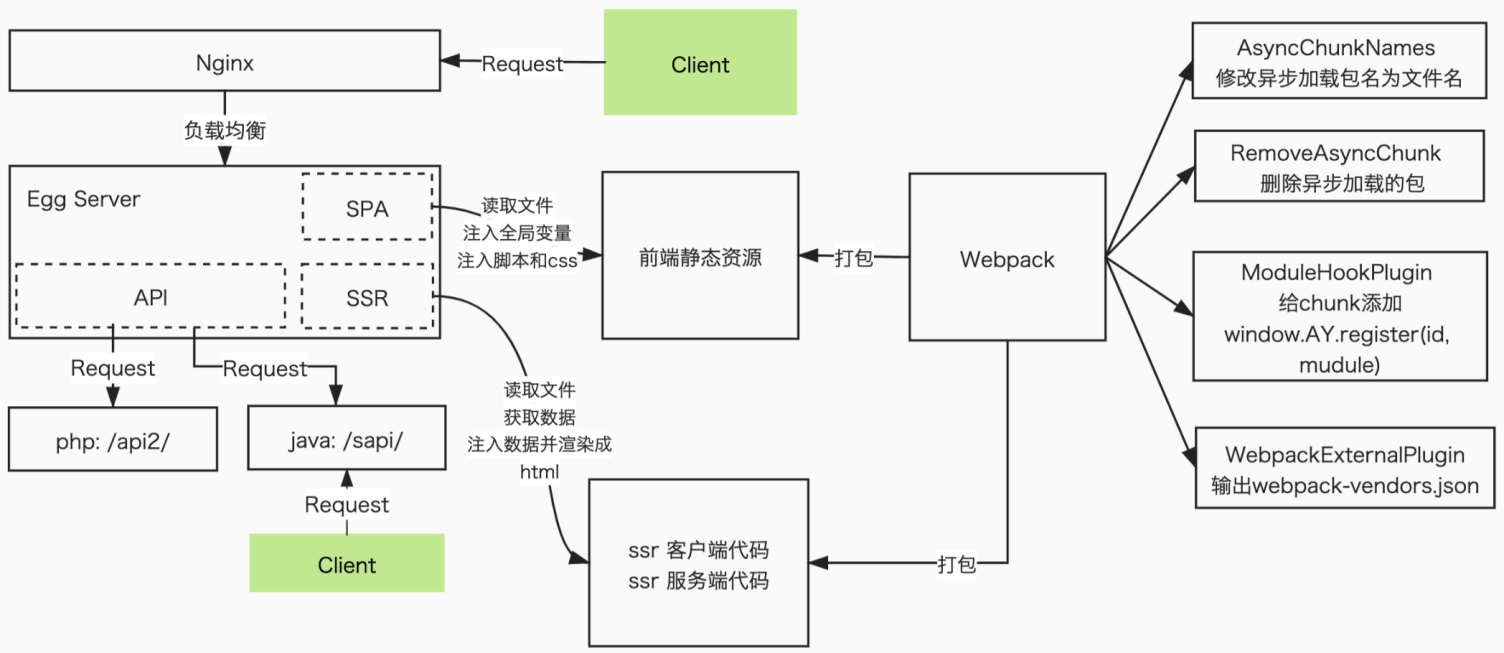 Nginx
Request
Client
负载均衡
Egg Server
SPA
API
SSR
读取文件
注入全局变量
注入脚本和css
前端静态资源
打包
Webpack
AsyncChunkNames
修改异步加载包名为文件名
RemoveAsyncChunk
删除异步加载的包
ModuleHookPlugin
给chunk添加
window.AY.register(id,
mudule)
WebpackExternalPlugin
输出webpack-vendors.json
Request
Request
php: /api2/
java: /sapi/
Request
Client
读取文件
获取数据
注入数据并渲染成
html
ssr 客户端代码
ssr 服务端代码
打包